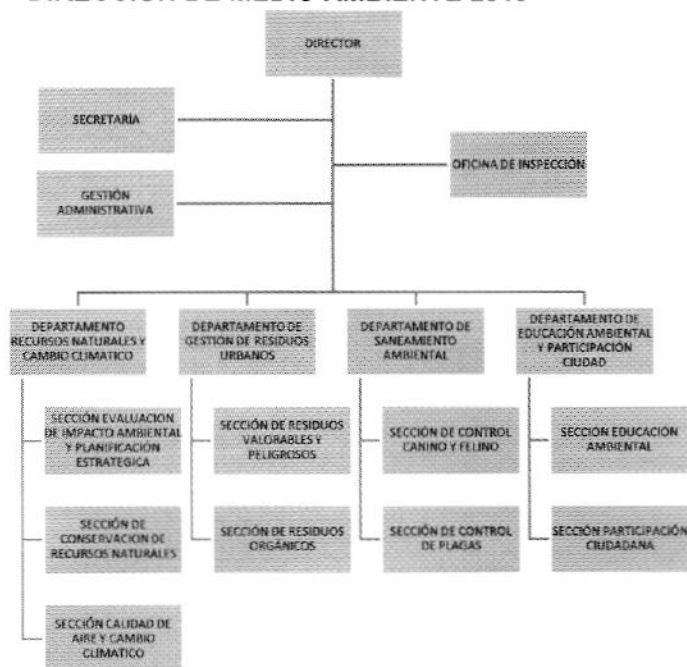 DIRECTOR
SECRETARÍA
OFICINA DE INSPECCIÓN
GESTIÓN
ADMINISTRATIVA
DEPARTAMENTO
RECURSOS NATURALES Y
CAMBIO CLIMATICO
DEPARTAMENTO DE
GESTIÓN DE RESIDUOS
URBANOS
DEPARTAMENTO DE
SANEAMIENTO
AMBIENTAL
DEPARTAMENTO DE
EDUCACIÓN AMBIENTAL
Y PARTICIPACIÓN
CIUDAD
SECCIÓN EVALUACION
DE IMPACTO AMBIENTAL
Y PLANIFICACIÓN
ESTRATEGICA
SECCIÓN DE RESIDUOS
VALORABLES Y
PELIGROSOS
SECCIÓN DE CONTROL
CANINO Y FELINO
SECCIÓN EDUCACIÓN
AMBIENTAL
SECCIÓN DE
CONSERVACION DE
RECURSOS NATURALES
SECCIÓN DE RESIDUOS
ORGÁNICOS
SECCIÓN DE CONTROL
DE PLAGAS
SECCIÓN PARTICIPACIÓN
CIUDADANA
SECCIÓN CALIDAD DE
AIRE Y CAMBIO
CLIMATICO